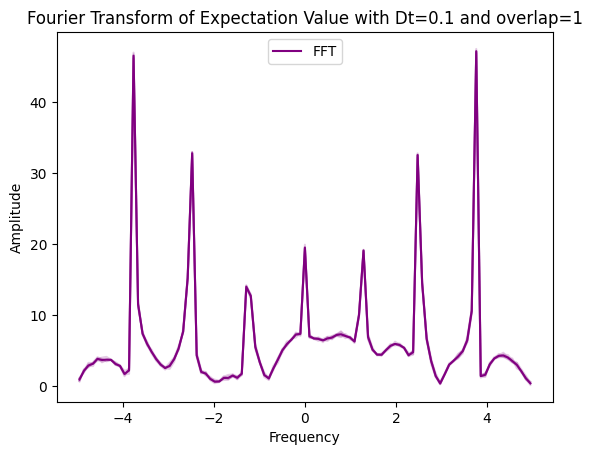 Fourier Transform of Expectation Value with Dt=0.1 and overlap=1
FFT
40
30
20
10
0
Amplitude
−4
−2
0
2
4
Frequency